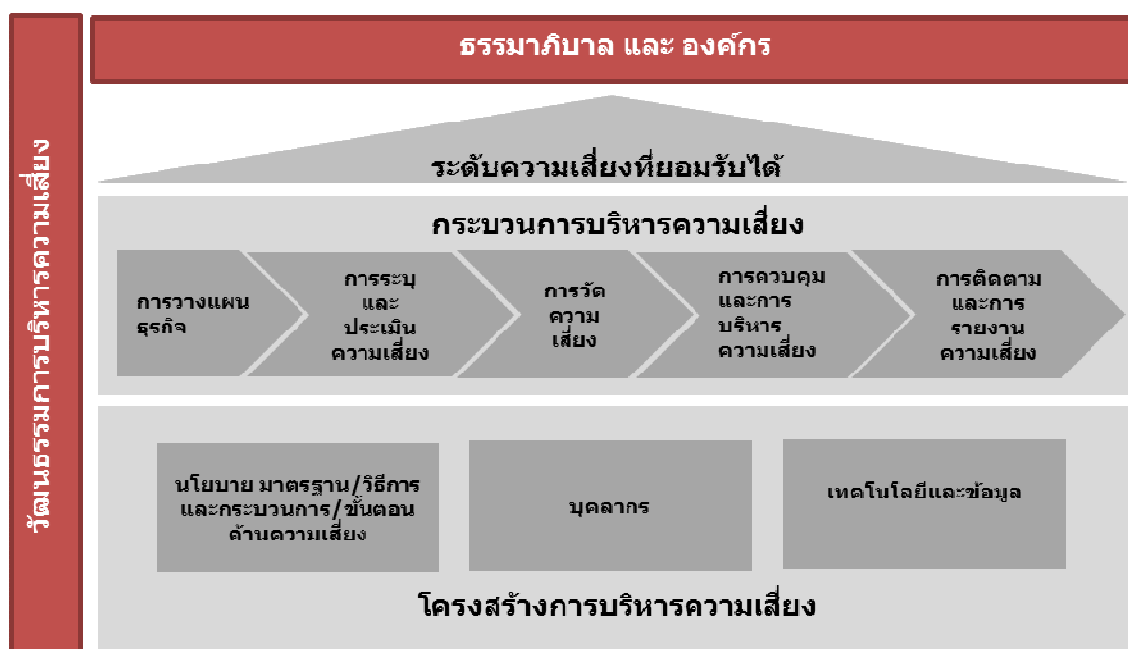 ธรรมาภิบาล และ องค์กร
วัฒนธรรมการบริหารความเสี่ยง
ระดับความเสี่ยงที่ยอมรับได้
กระบวนการบริหารความเสี่ยง
การวางแผน
ธุรกิจ
การระบุ
และ
ประเมิน
ความเสี่ยง
การวัด
ความ
เสี่ยง
การควบคุม
และการ
บริหาร
ความเสี่ยง
การติดตาม
และการ
รายงาน
ความเสี่ยง
นโยบาย มาตรฐาน/วิธีการ
และกระบวนการ/ขั้นตอน
ด้านความเสี่ยง
บุคลากร
เทคโนโลยีและข้อมูล
โครงสร้างการบริหารความเสี่ยง